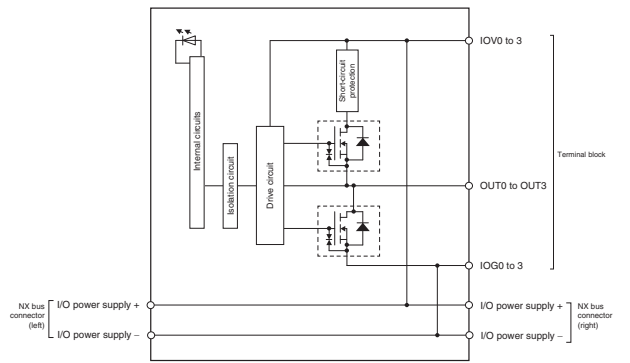 IOV0 to 3
Short-circuit
protection
Internal circuits
Isolation circuit
Drive circuit
Terminal block
OUT0 to OUT3
IOG0 to 3
NX bus
connector
(left)
I/O power supply +
I/O power supply –
I/O power supply +
I/O power supply –
NX bus
connector
(right)